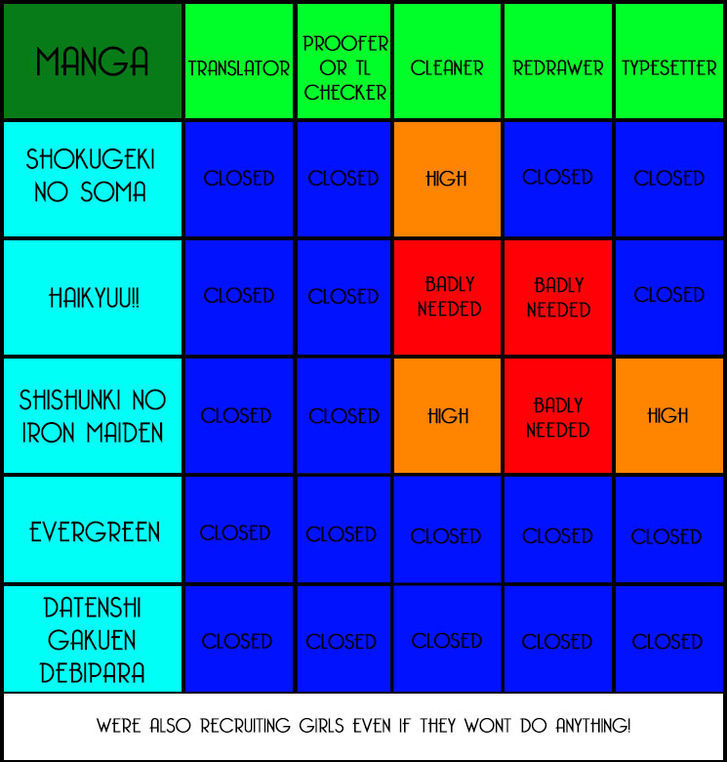 MANGA
TRANSLATOR
PROOFER
OR TL
CHECKER
CLEANER
REDRAWER
TYPESETTER
SHOKUGEKI
NO SOMA
CLOSED
CLOSED
HIGH
CLOSED
CLOSED
HAIKYUU!!
CLOSED
CLOSED
BADLY
NEEDED
BADLY
NEEDED
CLOSED
SHISHUNKI NO
IRON MAIDEN
CLOSED
CLOSED
HIGH
BADLY
NEEDED
HIGH
EVERGREEN
CLOSED
CLOSED
CLOSED
CLOSED
CLOSED
DATENSHI
GAKUEN
DEBIPARA
CLOSED
CLOSED
CLOSED
CLOSED
CLOSED
WERE ALSO RECRUITING GIRLS EVEN IF THEY WONT DO ANYTHING!